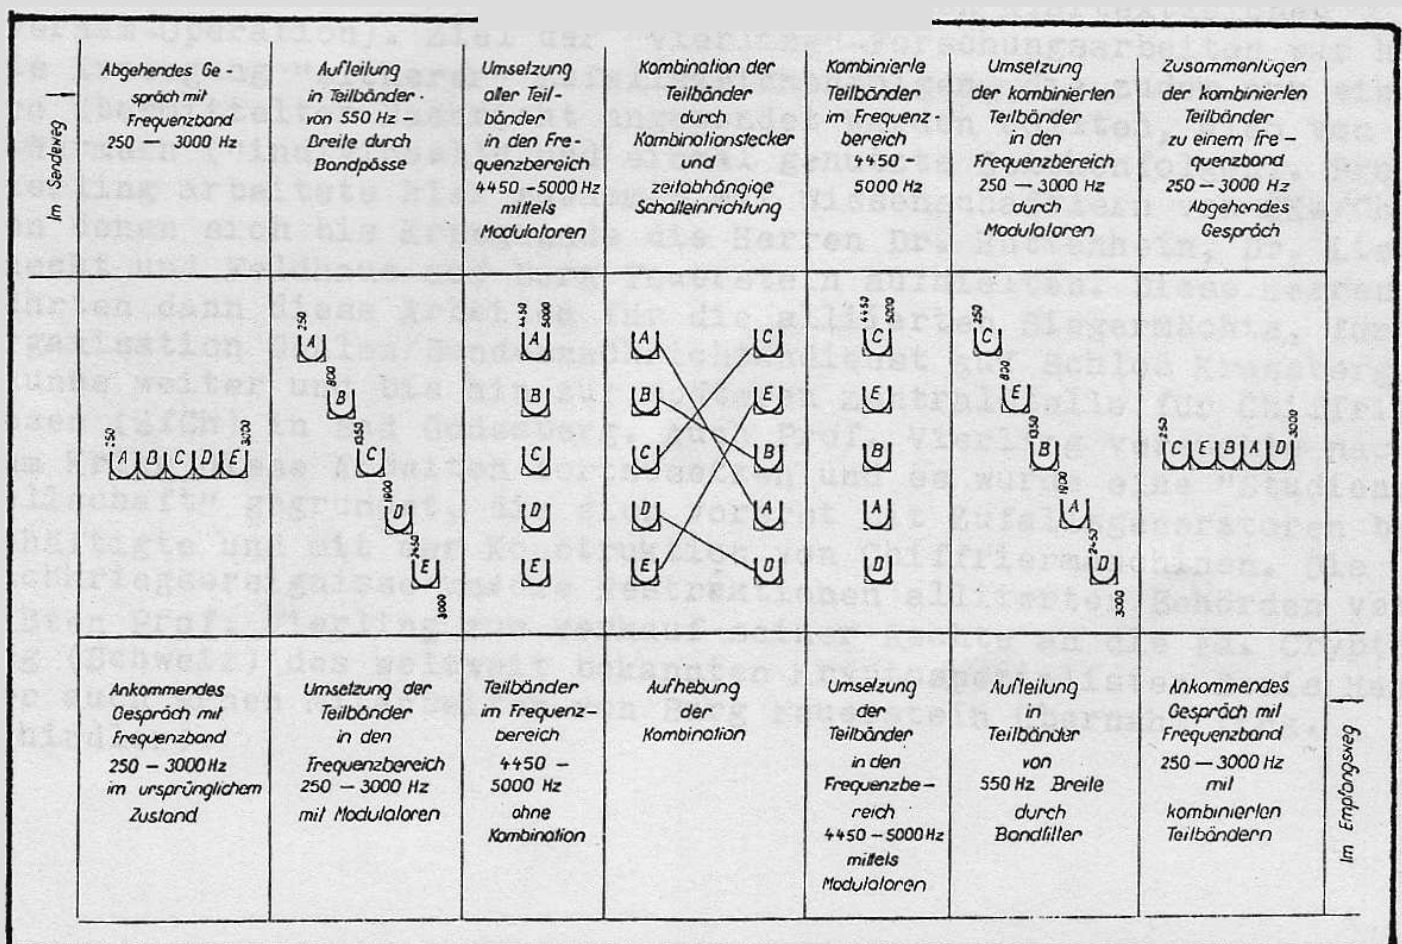 Im Sendeweg
Abgehendes Ge-
spräch mit
Frequenzband
250 — 3000 Hz
Aufteilung
in Teilbänder
von 550 Hz -
Breite durch
Bandpässe
Umsetzung
aller Teil-
bänder
in den Fre-
quenzbereich
4450 - 5000 Hz
mittels
Modulatoren
Kombination der
Teilbänder
durch
Kombinationsstecker
und
zeitabhängige
Schalteinrichtung
Kombinierte
Teilbänder
im Frequenz-
bereich
4450 -
5000 Hz
Umsetzung
der kombinierten
Teilbänder
in den
Frequenzbereich
250 — 3000 Hz
durch
Modulatoren
Zusammenfügen
der kombinierten
Teilbänder
zu einem Fre-
quenzband
250 — 3000 Hz
Abgehendes
Gespräch
250 3000
A B C D E
250
A
800
B
1350
C
1900
D
2450
E
3000
4450 5000
A
B
C
D
E
A C
B E
C B
D A
E D
4450 5000
C
E
B
A
D
250
C
800
E
1350
B
1900
A
2450
D
3000
250 3000
C E B A D
Ankommendes
Gespräch mit
Frequenzband
250 — 3000 Hz
im ursprünglichem
Zustand
Umsetzung der
Teilbänder
in den
Frequenzbereich
250 — 3000 Hz
mit Modulatoren
Teilbänder
im Frequenz-
bereich
4450 -
5000 Hz
ohne
Kombination
Aufhebung
der
Kombination
Umsetzung
der
Teilbänder
in den
Frequenzbe-
reich
4450 - 5000 Hz
mittels
Modulatoren
Aufteilung
in
Teilbänder
von
550 Hz Breite
durch
Bandfilter
Ankommendes
Gespräch mit
Frequenzband
250 — 3000 Hz
mit
kombinierten
Teilbändern
Im Empfangsweg